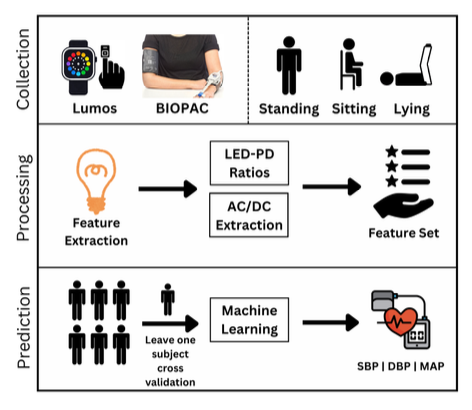 Collection
Lumos
BIOPAC
Standing
Sitting
Lying
Processing
Feature
Extraction
LED-PD
Ratios
AC/DC
Extraction
Feature Set
Prediction
Leave one
subject
cross
validation
Machine
Learning
SBP | DBP | MAP